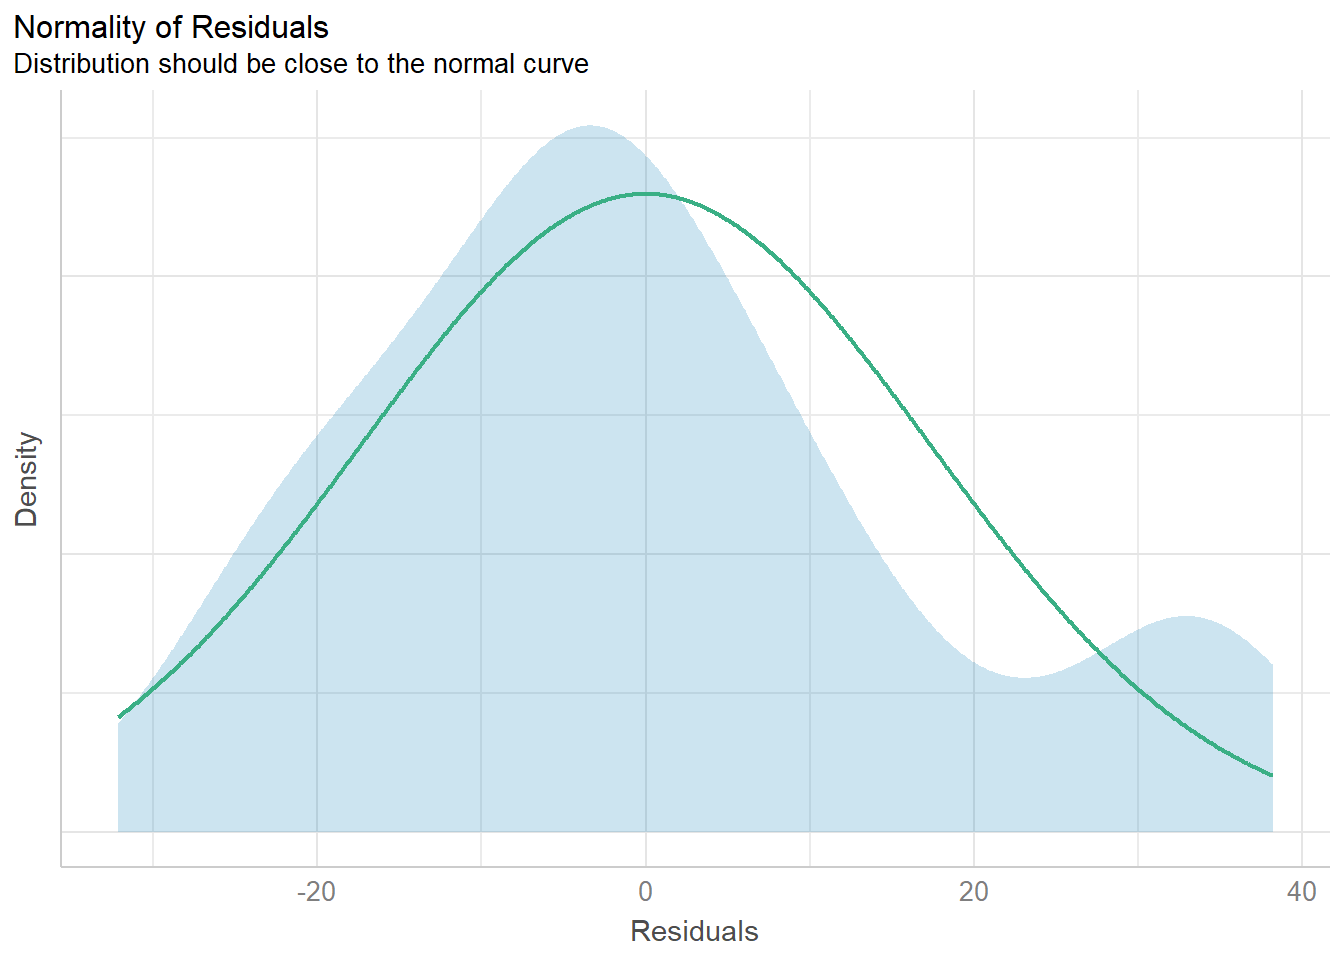 Normality of Residuals
Distribution should be close to the normal curve
Density
-20
0
20
40
Residuals